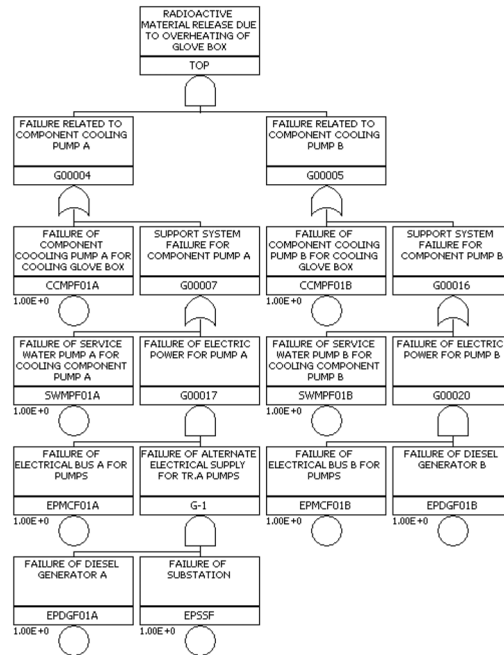 RADIOACTIVE
MATERIAL RELEASE DUE
TO OVERHEATING OF
GLOVE BOX
TOP
FAILURE RELATED TO
COMPONENT COOLING
PUMP A
G00004
FAILURE RELATED TO
COMPONENT COOLING
PUMP B
G00005
FAILURE OF
COMPONENT
COOOLING PUMP A FOR
COOLING GLOVE BOX
CCMPF01A
1.00E+0
SUPPORT SYSTEM
FAILURE FOR
COMPONENT PUMP A
G00007
FAILURE OF
COMPONENT COOLING
PUMP B FOR COOLING
GLOVE BOX
CCMPF01B
1.00E+0
SUPPORT SYSTEM
FAILURE FOR
COMPONENT PUMP B
G00016
FAILURE OF SERVICE
WATER PUMP A FOR
COOLING COMPONENT
PUMP A
SWMPF01A
1.00E+0
FAILURE OF ELECTRIC
POWER FOR PUMP A
G00017
FAILURE OF SERVICE
WATER PUMP B FOR
COOLING COMPONENT
PUMP B
SWMPF01B
1.00E+0
FAILURE OF ELECTRIC
POWER FOR PUMP B
G00020
FAILURE OF
ELECTRICAL BUS A FOR
PUMPS
EPMCF01A
1.00E+0
FAILURE OF ALTERNATE
ELECTRICAL SUPPLY
FOR TR.A PUMPS
G-1
FAILURE OF
ELECTRICAL BUS B FOR
PUMPS
EPMCF01B
1.00E+0
FAILURE OF DIESEL
GENERATOR B
EPDGF01B
1.00E+0
FAILURE OF DIESEL
GENERATOR A
EPDGF01A
1.00E+0
FAILURE OF
SUBSTATION
EPSSF
1.00E+0